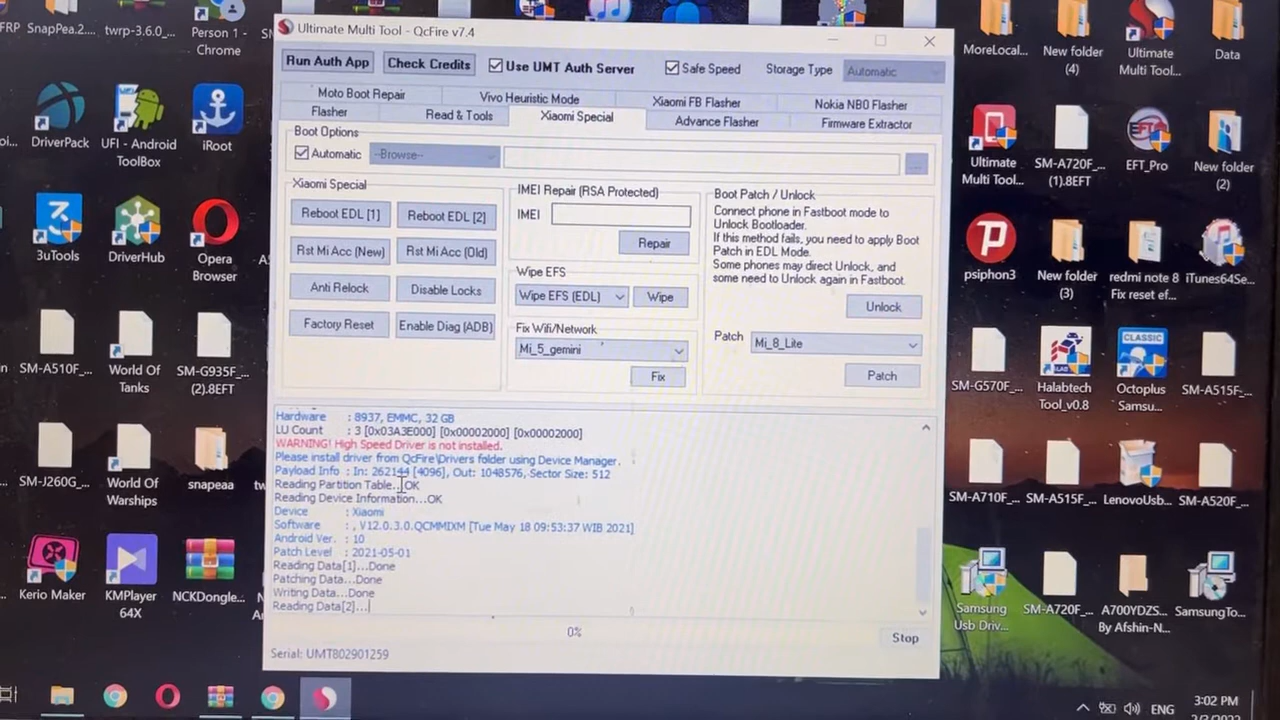 FRP
SnapPea.2....
twrp-3.6.0_...
Person 1 -
Chrome
DriverPack
UFI - Android
ToolBox
iRoot
3uTools
DriverHub
Opera
Browser
SM-A510F_...
World Of
Tanks
SM-G935F_...
(2).8EFT
SM-J260G_...
World Of
Warships
snapeaa
Kerio Maker
KMPlayer
64X
NCKDongle...
Ultimate Multi Tool - QcFire v7.4
Run Auth App
Check Credits
Use UMT Auth Server
Safe Speed
Storage Type
Automatic
Moto Boot Repair
Vivo Heuristic Mode
Xiaomi FB Flasher
Nokia NB0 Flasher
Flasher
Read & Tools
Xiaomi Special
Advance Flasher
Firmware Extractor
Boot Options
Automatic
--Browse--
...
Xiaomi Special
Reboot EDL [1]
Reboot EDL [2]
Rst Mi Acc (New)
Rst Mi Acc (Old)
Anti Relock
Disable Locks
Factory Reset
Enable Diag (ADB)
IMEI Repair (RSA Protected)
IMEI
Repair
Wipe EFS
Wipe EFS (EDL)
Wipe
Fix Wifi/Network
Mi_5_gemini
Fix
Boot Patch / Unlock
Connect phone in Fastboot mode to
Unlock Bootloader.
If this method fails, you need to apply Boot
Patch in EDL Mode.
Some phones may direct Unlock, and
some need to Unlock again in Fastboot.
Unlock
Patch
Mi_8_Lite
Patch
Hardware : 8937, EMMC, 32 GB
LU Count : 3 [0x03A3E000] [0x00002000] [0x00002000]
WARNING! High Speed Driver is not installed.
Please install driver from QcFire\Drivers folder using Device Manager.
Payload Info : In: 262144 [4096], Out: 1048576, Sector Size: 512
Reading Partition Table...OK
Reading Device Information...OK
Device : Xiaomi
Software : , V12.0.3.0.QCMMIXM [Tue May 18 09:53:37 WIB 2021]
Android Ver. : 10
Patch Level : 2021-05-01
Reading Data[1]...Done
Patching Data...Done
Writing Data...Done
Reading Data[2]...
0%
Stop
Serial: UMT802901259
MoreLocal...
New folder
(4)
Ultimate
Multi Tool...
Data
Ultimate
Multi Tool...
SM-A720F_...
(1).8EFT
EFT_Pro
New folder
(2)
psiphon3
New folder
(3)
redmi note 8
Fix reset ef...
iTunes64Se...
SM-G570F_...
Halabtech
Tool_v0.8
CLASSIC
Octoplus
Samsu...
SM-A515F_...
SM-A710F_...
SM-A515F_...
LenovoUsb...
SM-A520F_...
Samsung
Usb Driv...
SM-A720F_...
A700YDZS...
By Afshin-N...
SamsungTo...
ENG
3:02 PM